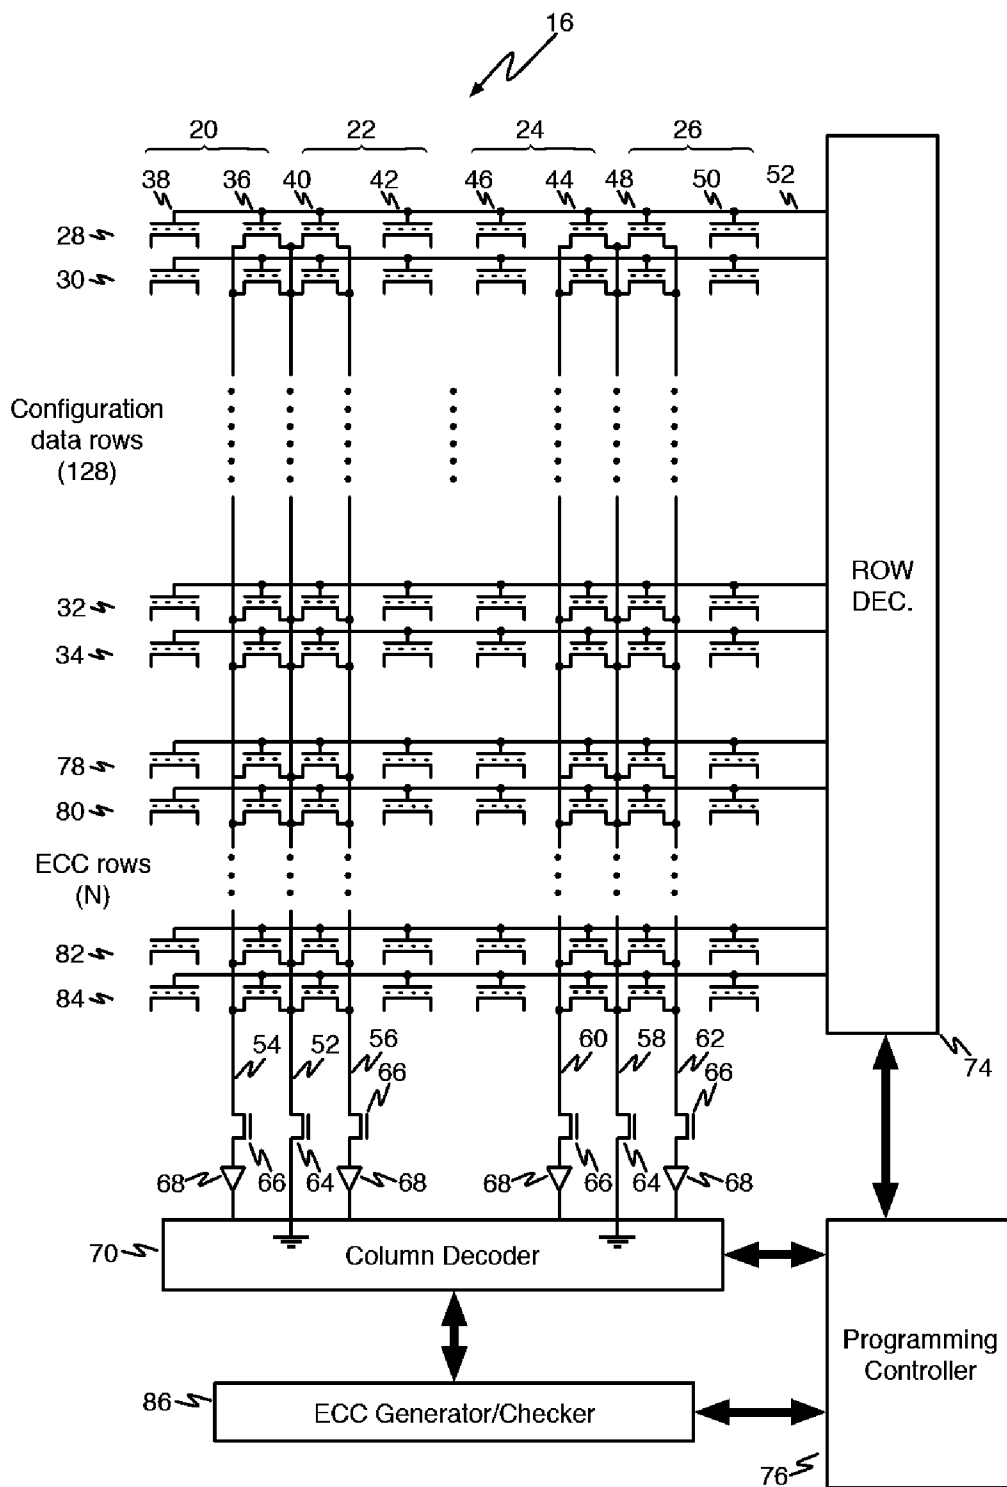 16
20 22 24 26
38 36 40 42 46 44 48 50 52
28
30
Configuration
data rows
(128)
ROW
DEC.
32
34
78
80
ECC rows
(N)
82
84
54 52 56 60 58 62
66 66
74
68 66 64 68 68 66 64 68
70
Column Decoder
Programming
Controller
86
ECC Generator/Checker
76